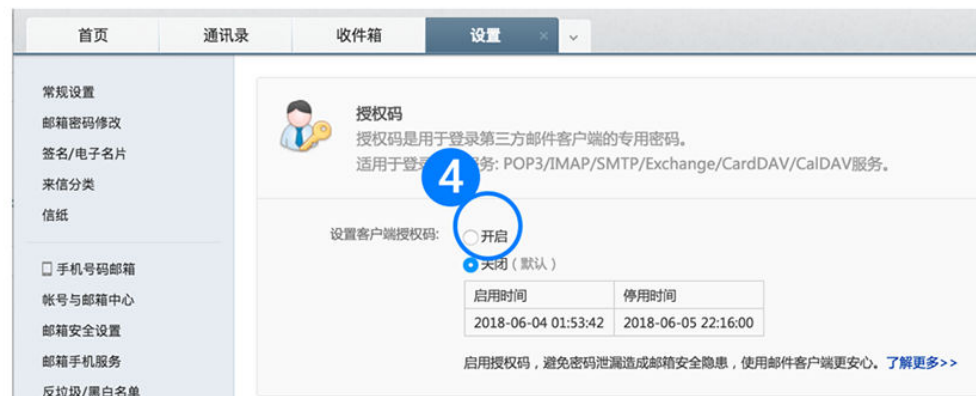 首页 通讯录 收件箱 设置
常规设置
邮箱密码修改
签名/电子名片
来信分类
信纸
手机号码邮箱
帐号与邮箱中心
邮箱安全设置
邮箱手机服务
反垃圾/黑白名单
授权码
授权码是用于登录第三方邮件客户端的专用密码。
适用于登录 务: POP3/IMAP/SMTP/Exchange/CardDAV/CalDAV服务。
4
设置客户端授权码: 开启
关闭 ( 默认 )
启用时间 停用时间
2018-06-04 01:53:42 2018-06-05 22:16:00
启用授权码，避免密码泄漏造成邮箱安全隐患，使用邮件客户端更安心。了解更多>>